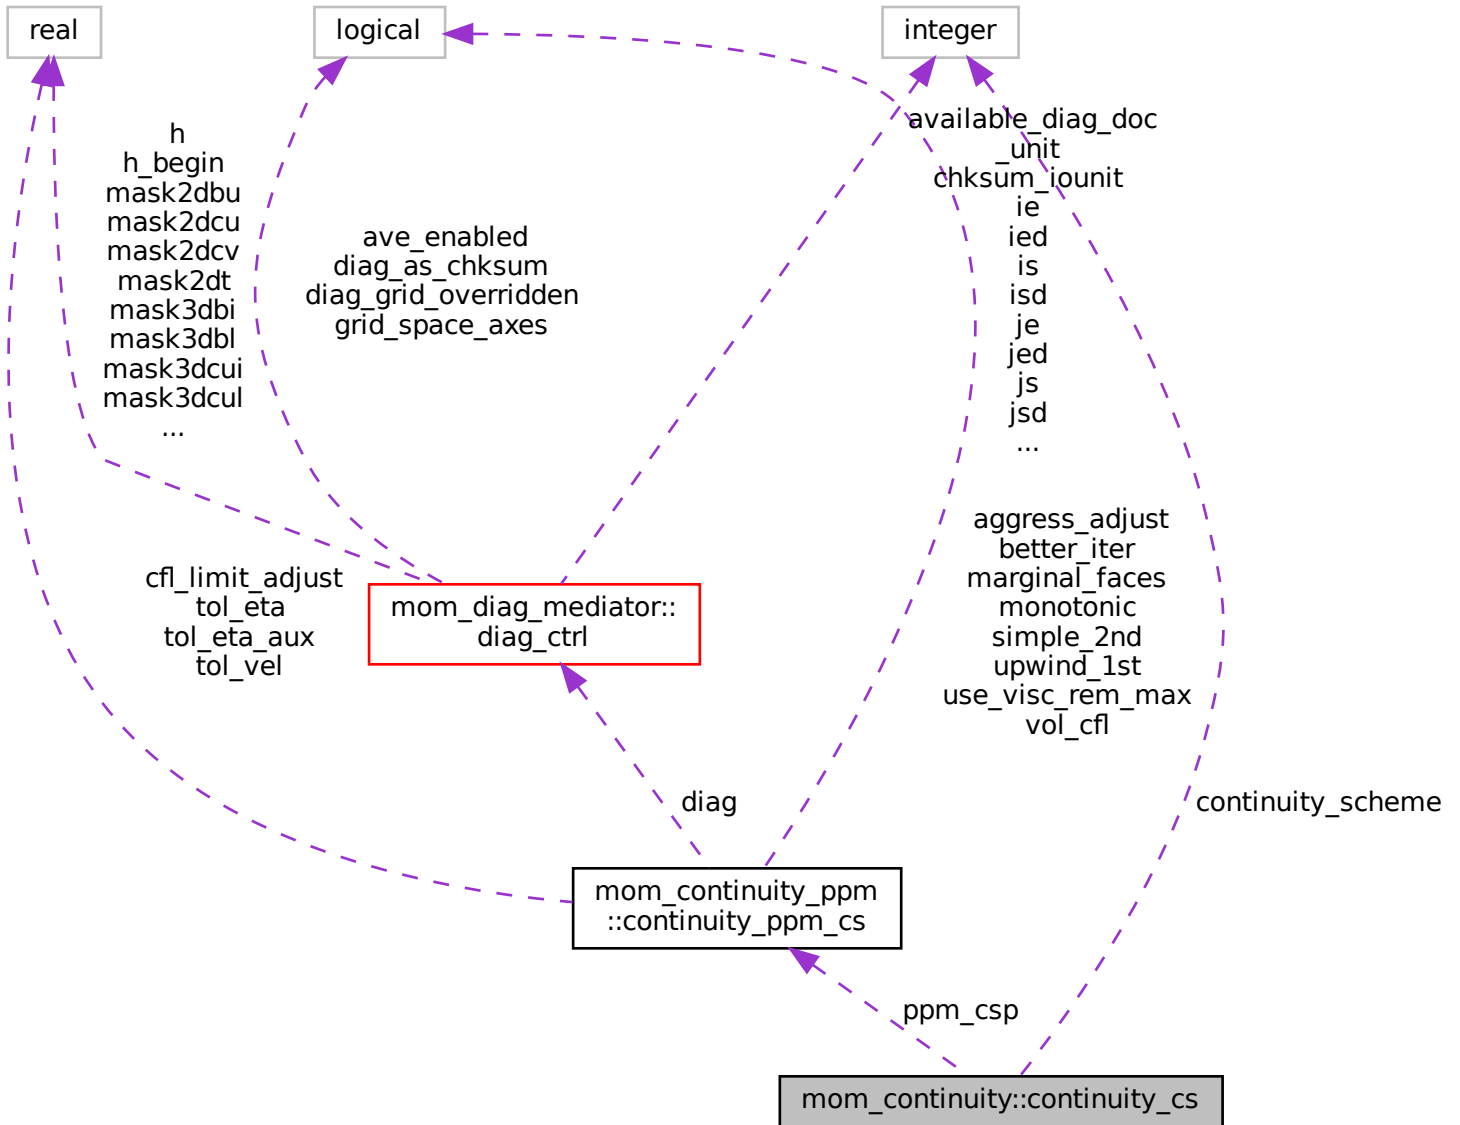 real
logical
integer
h
h_begin
mask2dbu
mask2dcu
mask2dcv
mask2dt
mask3dbi
mask3dbl
mask3dcui
mask3dcul
...
ave_enabled
diag_as_chksum
diag_grid_overridden
grid_space_axes
available_diag_doc
_unit
chksum_iounit
ie
ied
is
isd
je
jed
js
jsd
...
cfl_limit_adjust
tol_eta
tol_eta_aux
tol_vel
mom_diag_mediator::
diag_ctrl
aggress_adjust
better_iter
marginal_faces
monotonic
simple_2nd
upwind_1st
use_visc_rem_max
vol_cfl
diag
continuity_scheme
mom_continuity_ppm
::continuity_ppm_cs
ppm_csp
mom_continuity::continuity_cs